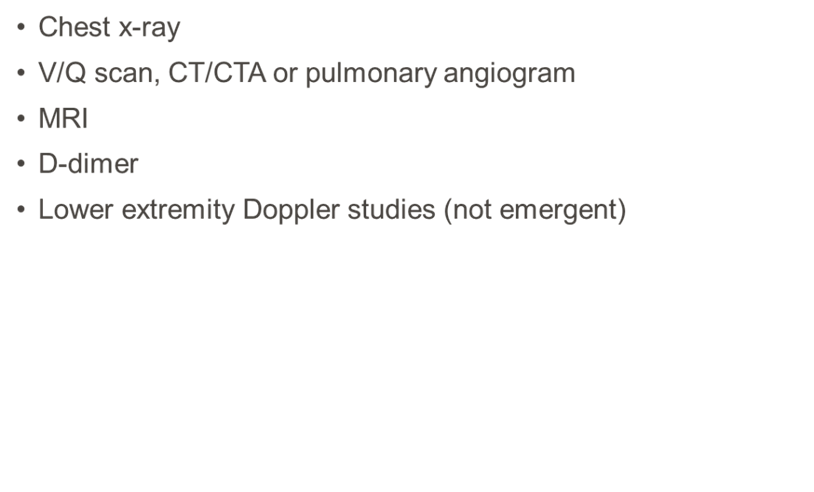 • Chest x-ray
• V/Q scan, CT/CTA or pulmonary angiogram
• MRI
• D-dimer
• Lower extremity Doppler studies (not emergent)